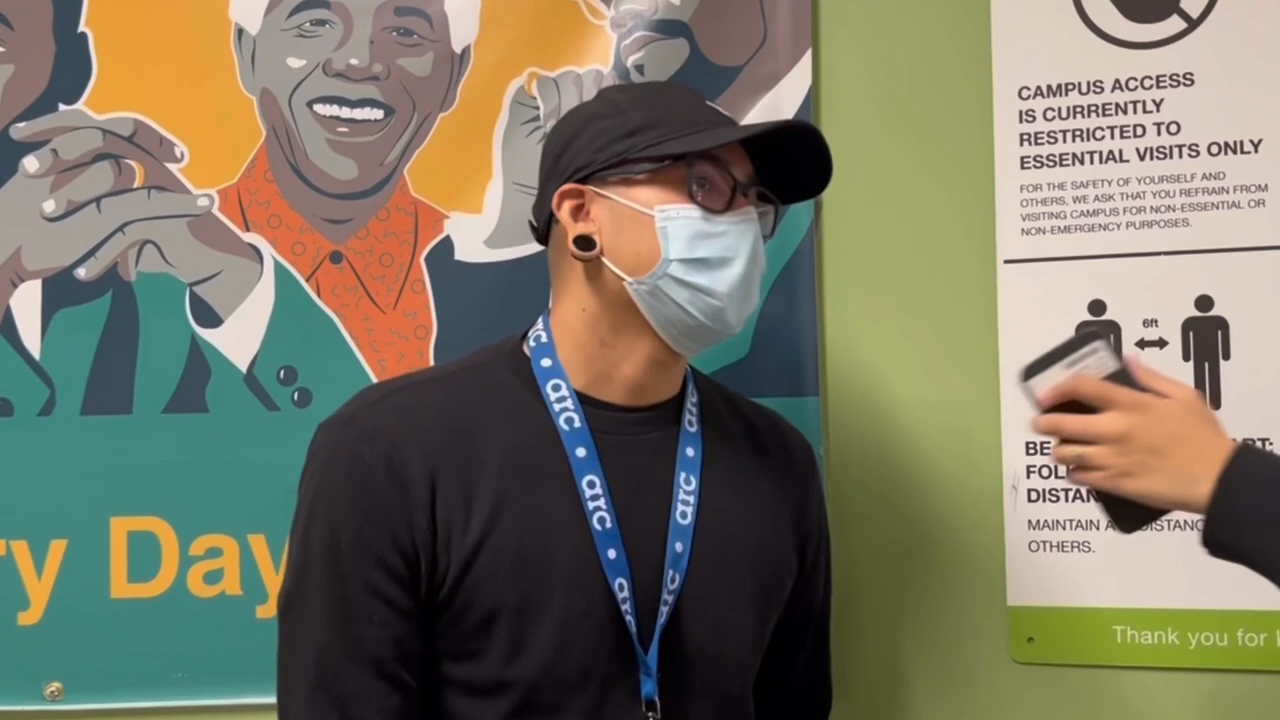 ry Day
arc • arc • arc • arc
arc
arc
CAMPUS ACCESS
IS CURRENTLY
RESTRICTED TO
ESSENTIAL VISITS ONLY
FOR THE SAFETY OF YOURSELF AND
OTHERS, WE ASK THAT YOU REFRAIN FROM
VISITING CAMPUS FOR NON-ESSENTIAL OR
NON-EMERGENCY PURPOSES.
6ft
MAINTAIN
OTHERS.
Thank you for